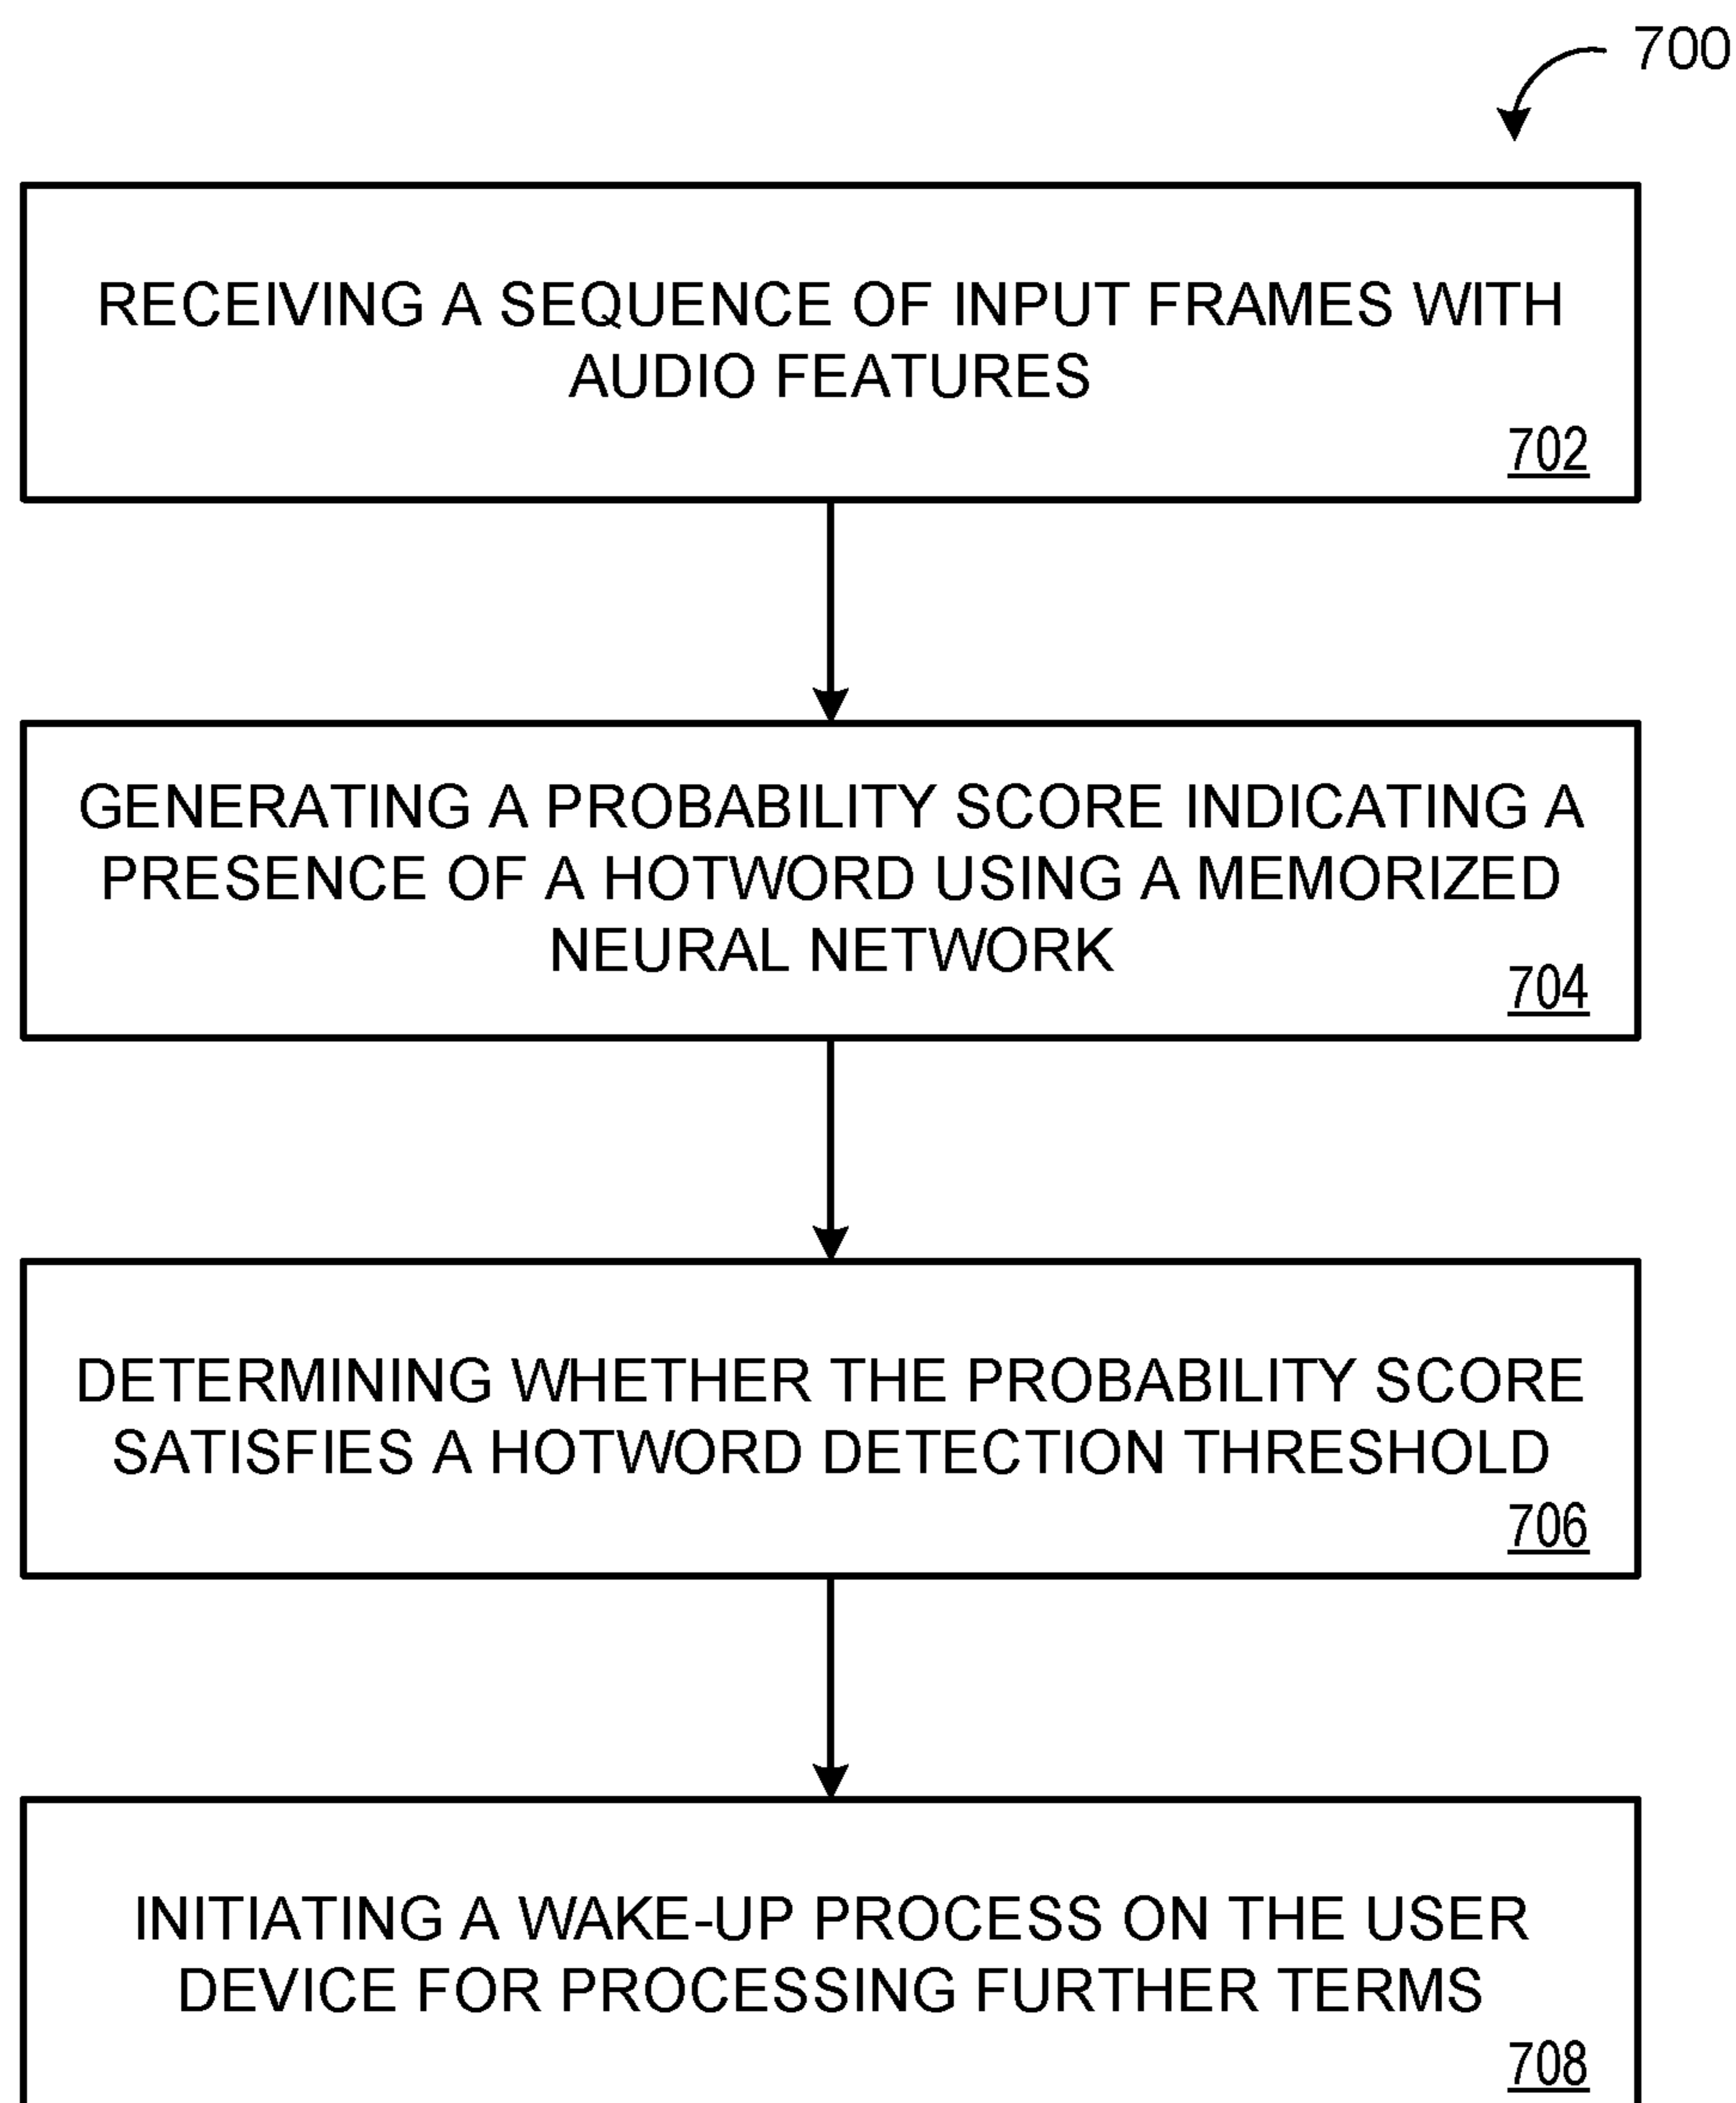 700
RECEIVING A SEQUENCE OF INPUT FRAMES WITH
AUDIO FEATURES
702
GENERATING A PROBABILITY SCORE INDICATING A
PRESENCE OF A HOTWORD USING A MEMORIZED
NEURAL NETWORK
704
DETERMINING WHETHER THE PROBABILITY SCORE
SATISFIES A HOTWORD DETECTION THRESHOLD
706
INITIATING A WAKE-UP PROCESS ON THE USER
DEVICE FOR PROCESSING FURTHER TERMS
708